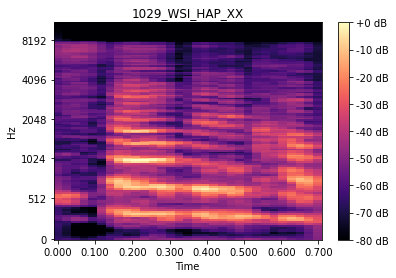 1029_WSI_HAP_XX
Hz
8192
4096
2048
1024
512
0
0.000 0.100 0.200 0.300 0.400 0.500 0.600 0.700
Time
+0 dB
-10 dB
-20 dB
-30 dB
-40 dB
-50 dB
-60 dB
-70 dB
-80 dB